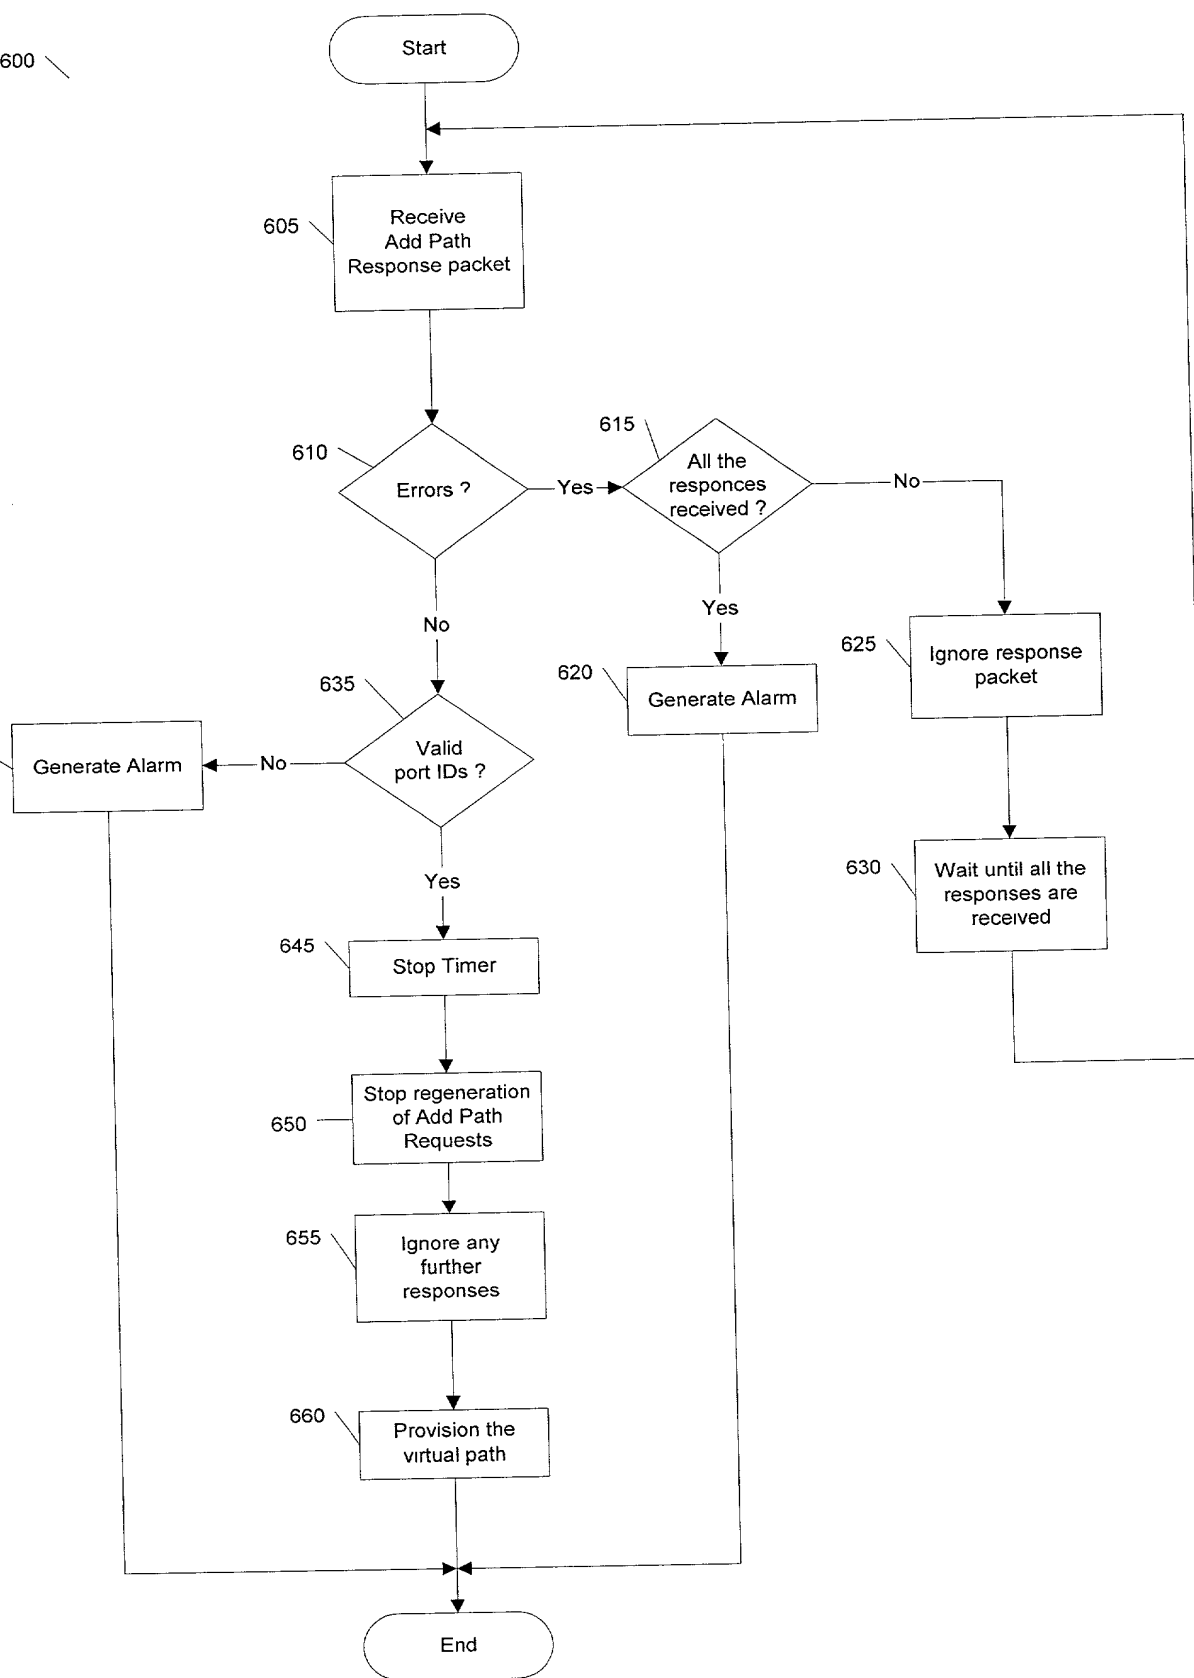 600
Start
605
Receive
Add Path
Response packet
610
Errors ?
Yes
615
All the
responces
received ?
No
No
Yes
625
Ignore response
packet
620
Generate Alarm
635
Valid
port IDs ?
No
Generate Alarm
Yes
630
Wait until all the
responses are
received
645
Stop Timer
650
Stop regeneration
of Add Path
Requests
655
Ignore any
further
responses
660
Provision the
virtual path
End